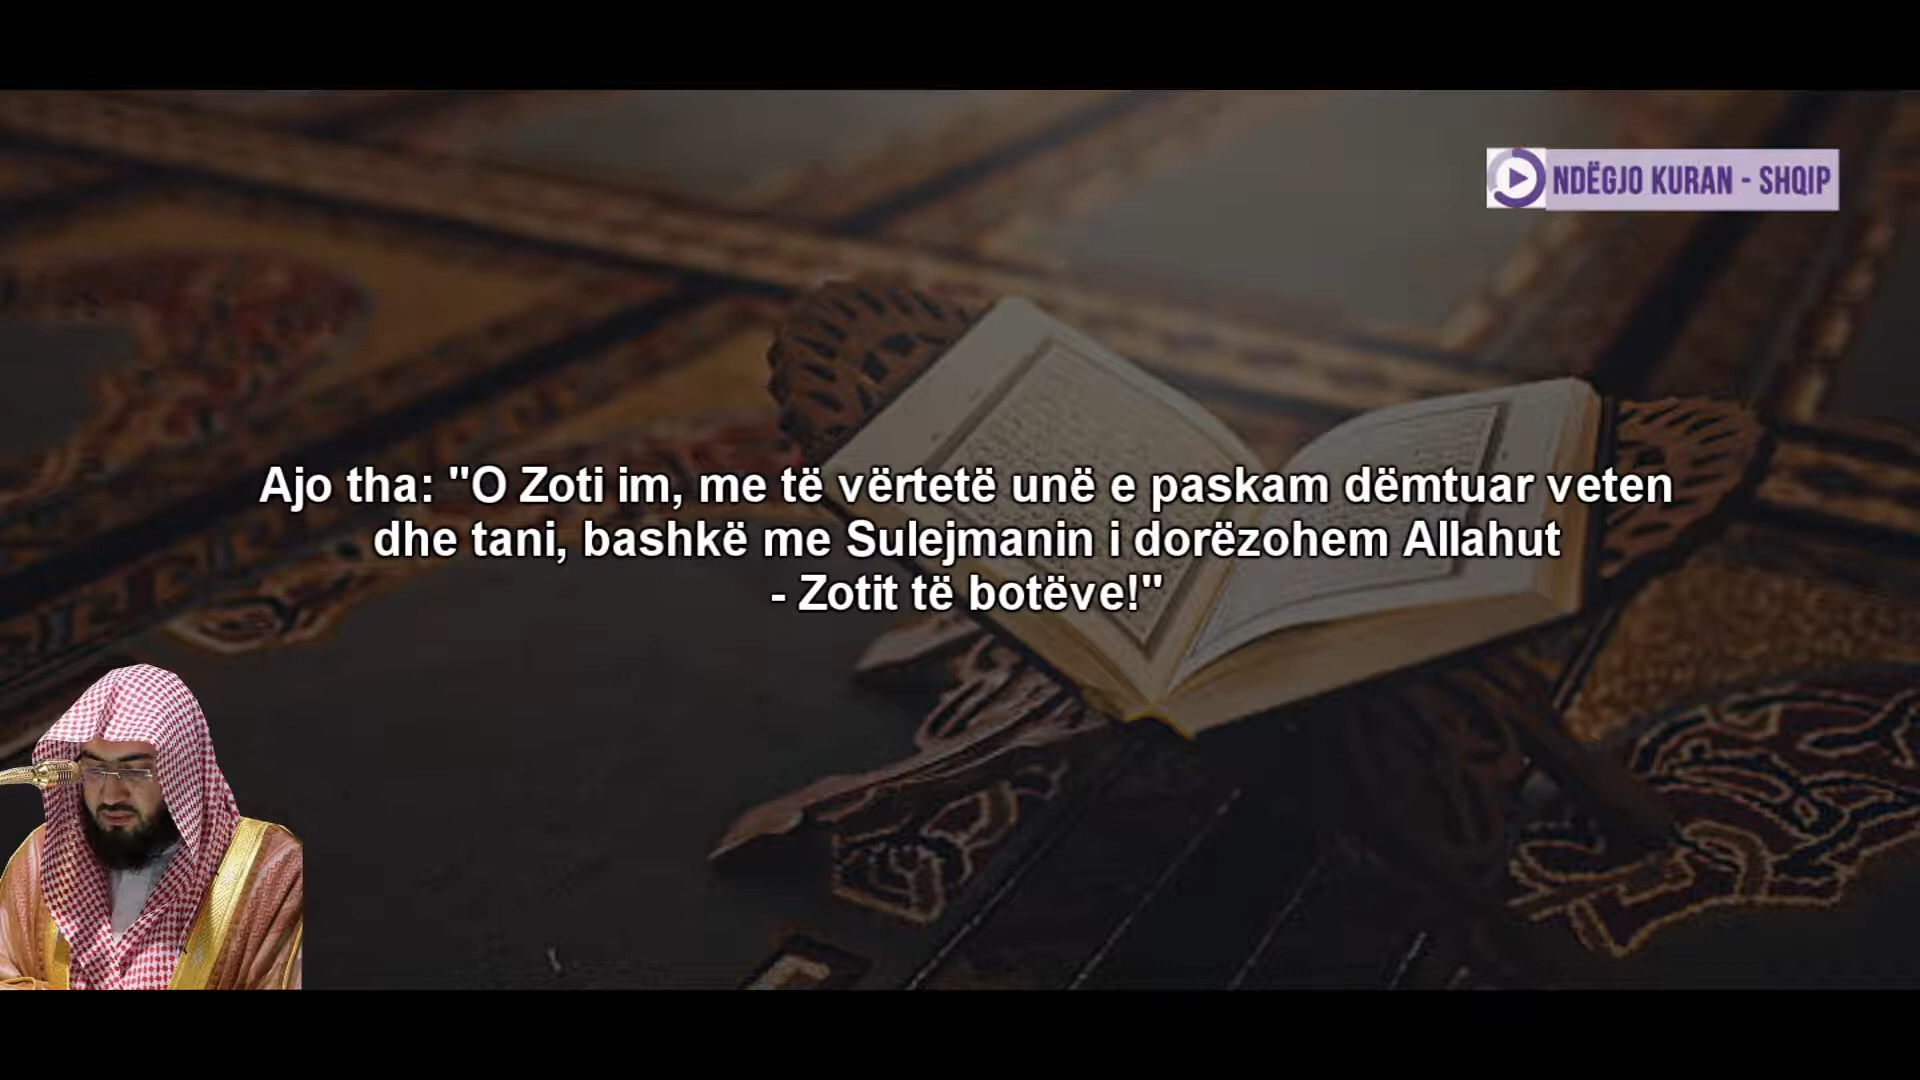 NDËGJO KURAN - SHQIP
Ajo tha: "O Zoti im, me të vërtetë unë e paskam dëmtuar veten
dhe tani, bashkë me Sulejmanin i dorëzohem Allahut
- Zotit të botëve!"